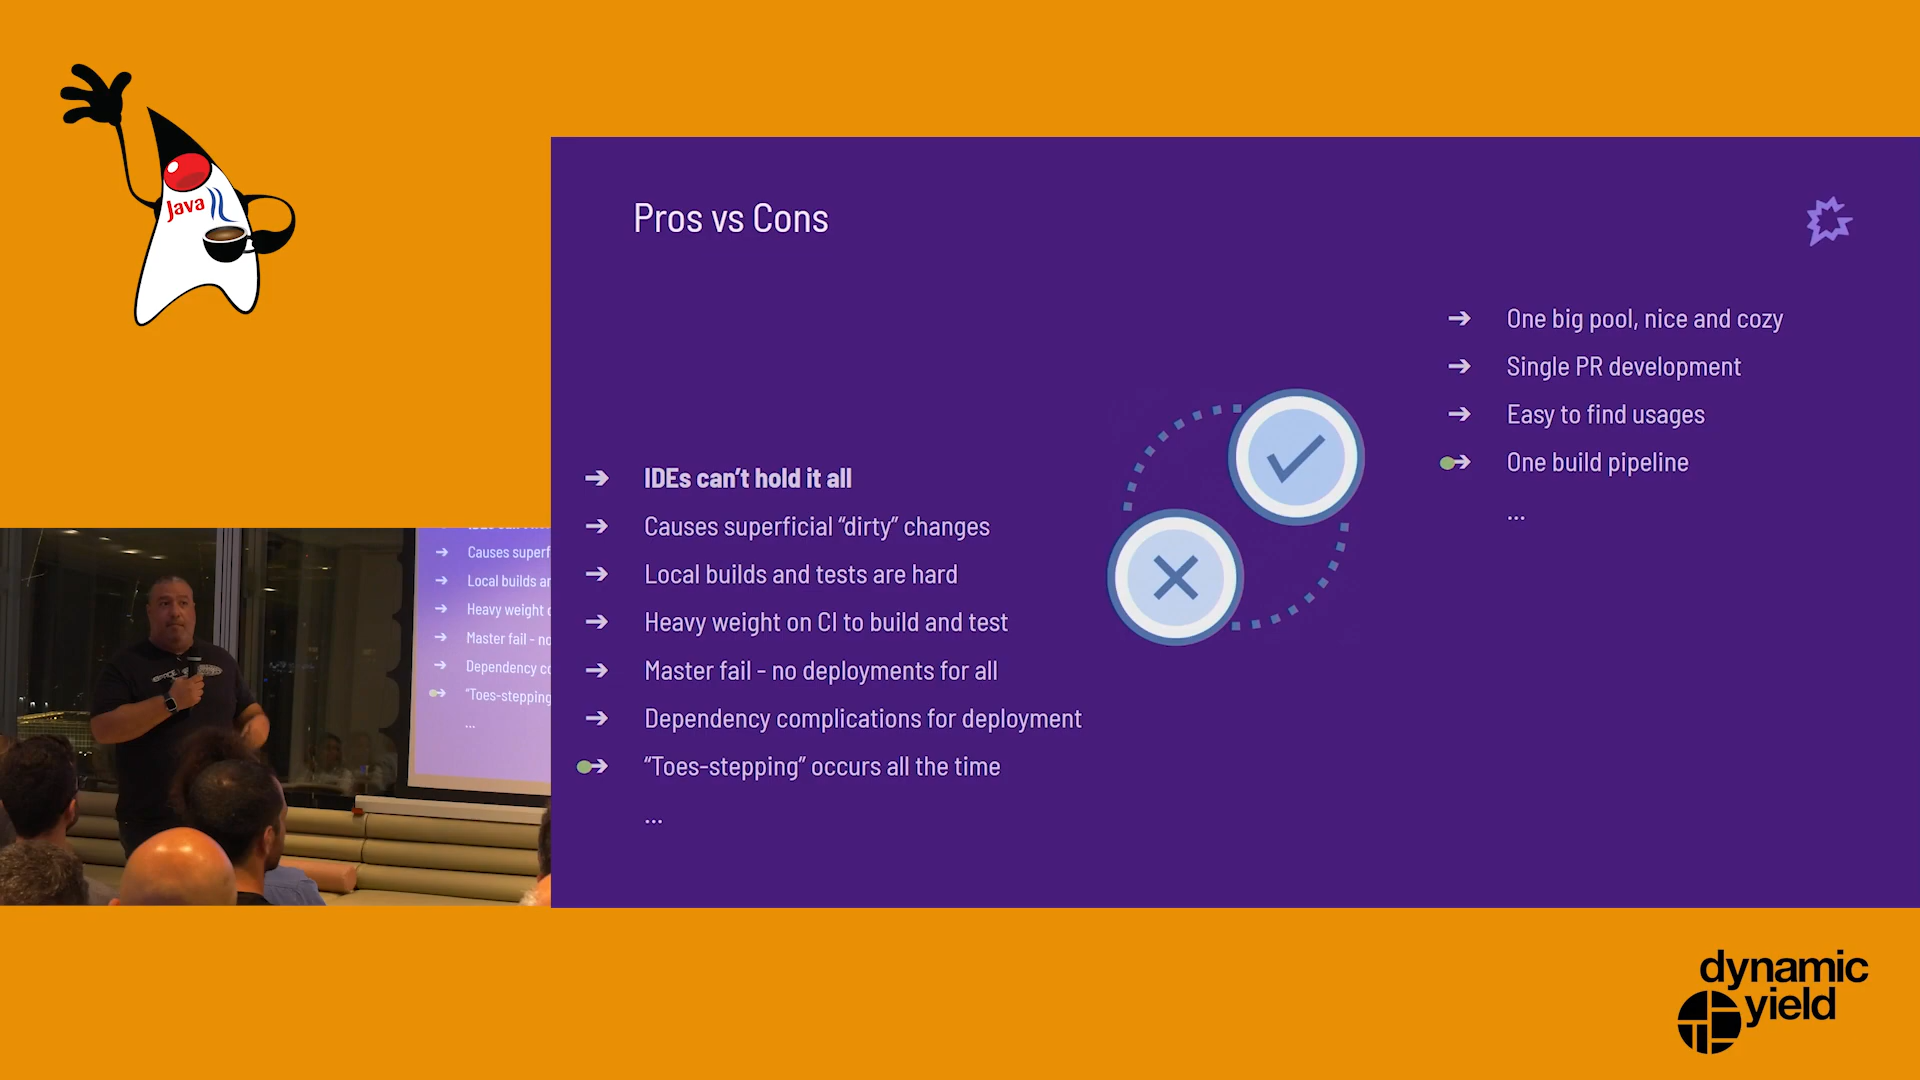 Java
Pros vs Cons
➔ One big pool, nice and cozy
➔ Single PR development
➔ Easy to find usages
➔ One build pipeline
...
➔ IDEs can’t hold it all
➔ Causes superficial “dirty” changes
➔ Local builds and tests are hard
➔ Heavy weight on CI to build and test
➔ Master fail - no deployments for all
➔ Dependency complications for deployment
➔ “Toes-stepping” occurs all the time
...
➔ Causes superf
➔ Local builds ar
➔ Heavy weight
➔ Master fail - no
➔ Dependency co
➔ “Toes-stepping
...
dynamic
yield